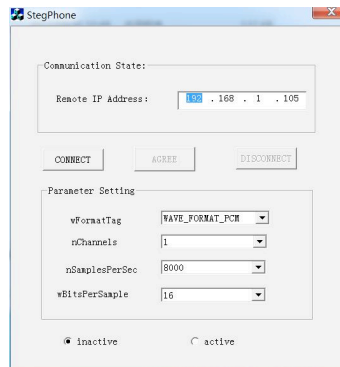 StegPhone
Communication State:
Remote IP Address: 192 . 168 . 1 . 105
CONNECT AGREE DISCONNECT
Parameter Setting
wFormatTag WAVE_FORMAT_PCM
nChannels 1
nSamplesPerSec 8000
wBitsPerSample 16
inactive active